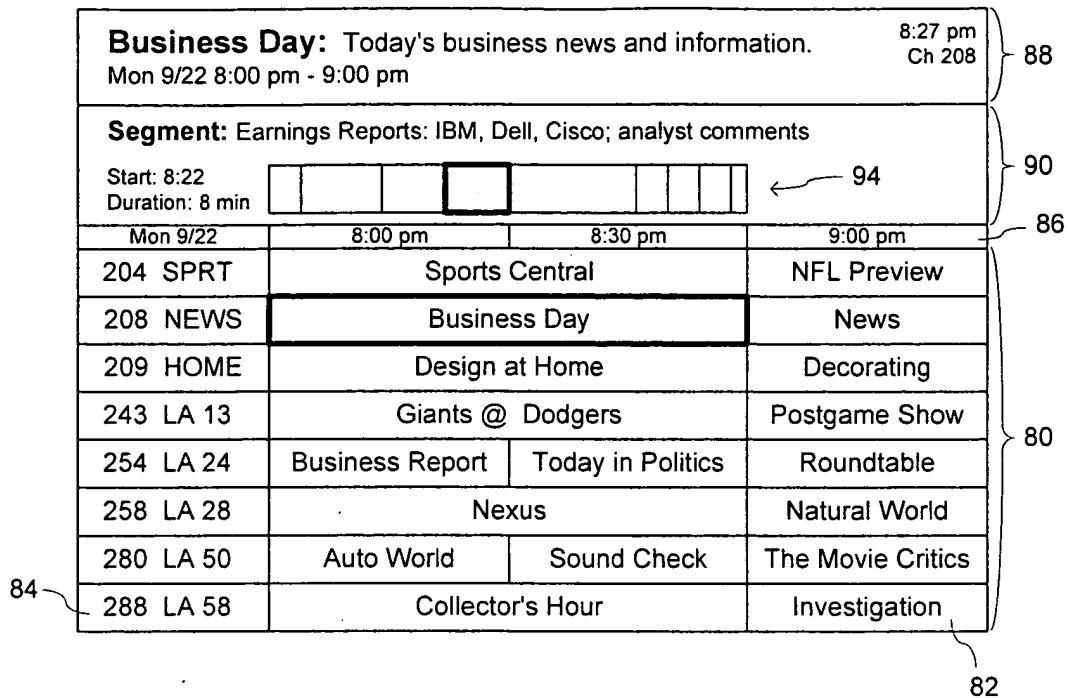 Business Day: Today's business news and information. 8:27 pm
Mon 9/22 8:00 pm - 9:00 pm Ch 208
88
Segment: Earnings Reports: IBM, Dell, Cisco; analyst comments
Start: 8:22
Duration: 8 min
94
90
Mon 9/22 8:00 pm 8:30 pm 9:00 pm
86
204 SPRT Sports Central NFL Preview
208 NEWS Business Day News
209 HOME Design at Home Decorating
243 LA 13 Giants @ Dodgers Postgame Show
80
254 LA 24 Business Report Today in Politics Roundtable
258 LA 28 Nexus Natural World
280 LA 50 Auto World Sound Check The Movie Critics
84
288 LA 58 Collector's Hour Investigation
82